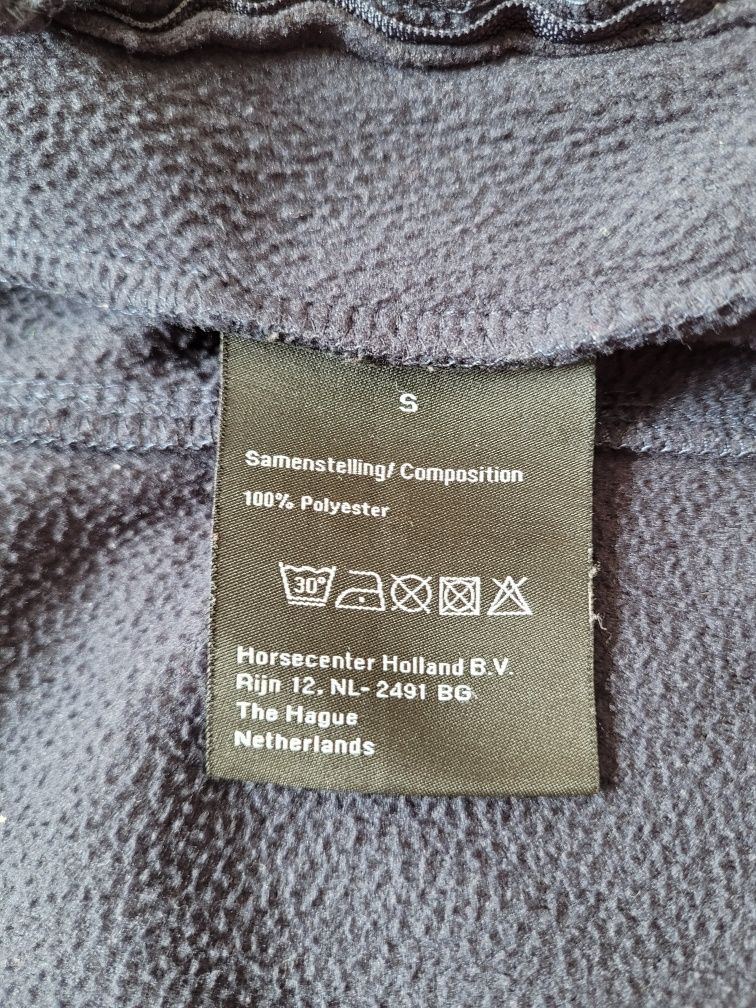 S
Samenstelling/ Composition
100% Polyester
30°
Horsecenter Holland B.V.
Rijn 12, NL- 2491 BG
The Hague
Netherlands